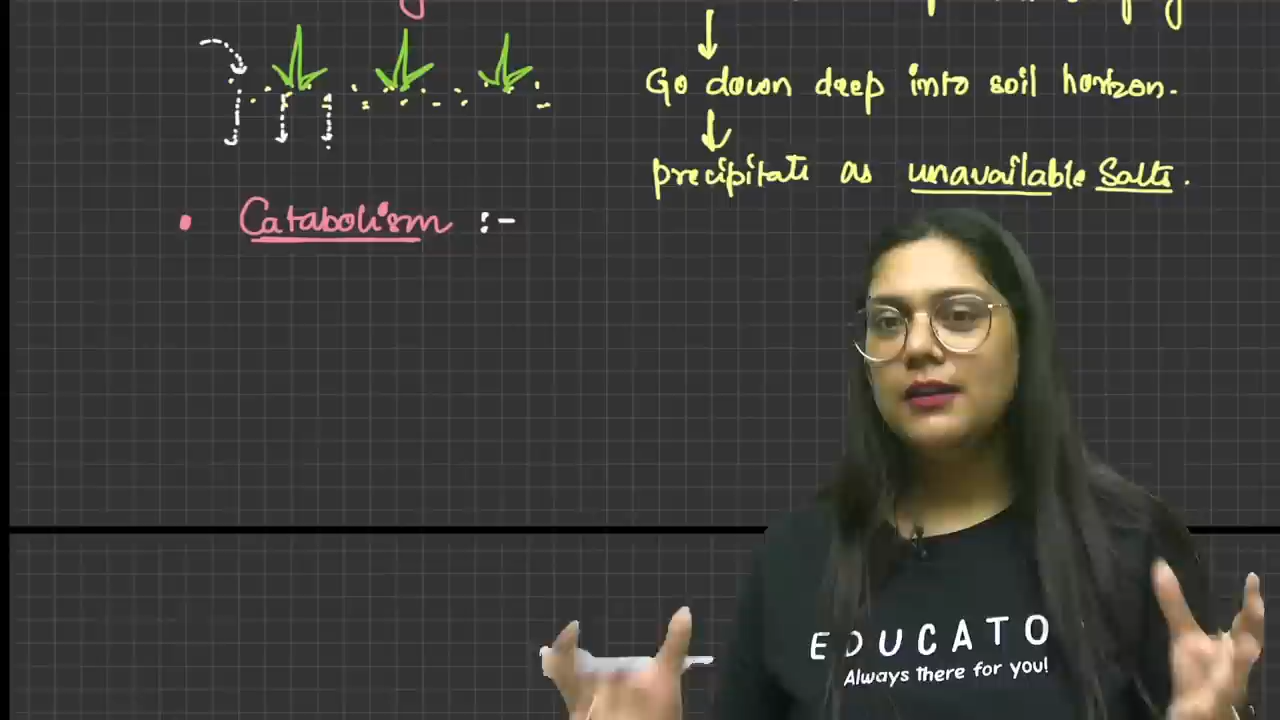 Go down deep into soil horizon.
precipitate as unavailable Salts.
• Catabolism :-
EDUCATO
Always there for you!